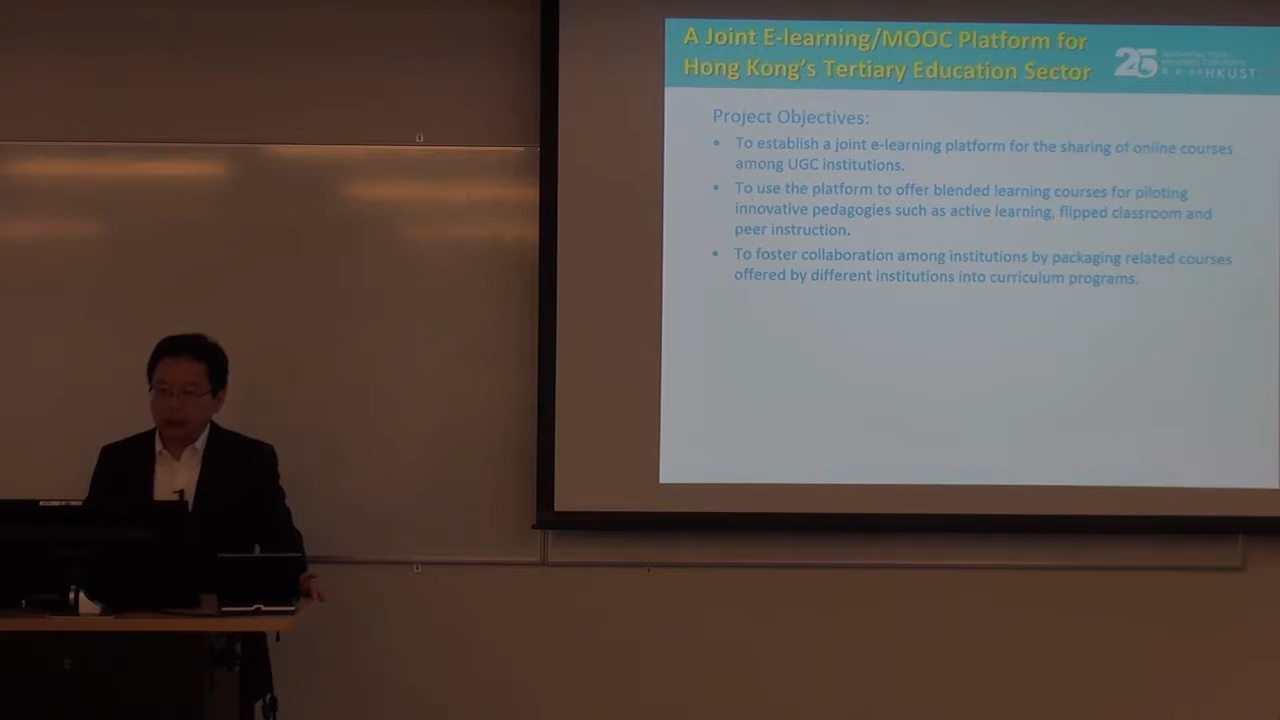 A Joint E-learning/MOOC Platform for
Hong Kong's Tertiary Education Sector
25
HKUST
Project Objectives:
• To establish a joint e-learning platform for the sharing of online courses
among UGC institutions.
• To use the platform to offer blended learning courses for piloting
innovative pedagogies such as active learning, flipped classroom and
peer instruction.
• To foster collaboration among institutions by packaging related courses
offered by different institutions into curriculum programs.